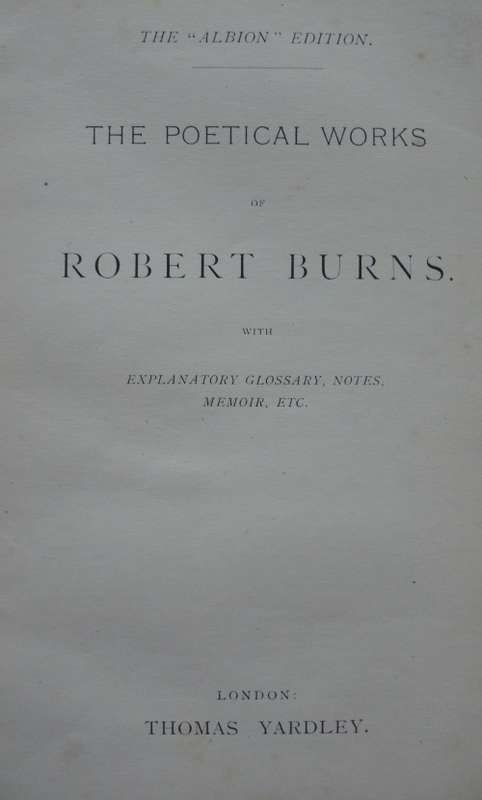 THE "ALBION" EDITION.
THE POETICAL WORKS
OF
ROBERT BURNS.
WITH
EXPLANATORY GLOSSARY, NOTES,
MEMOIR, ETC.
LONDON:
THOMAS YARDLEY.